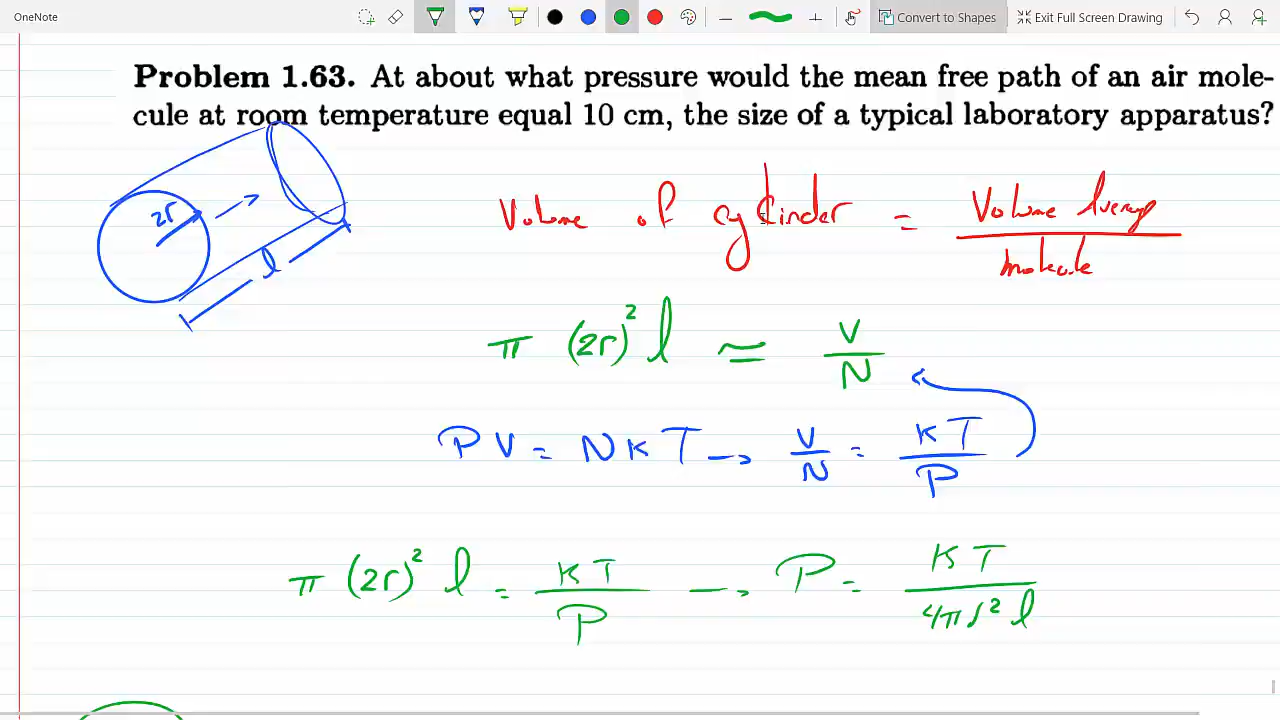 OneNote
Convert to Shapes Exit Full Screen Drawing
Problem 1.63. At about what pressure would the mean free path of an air mole-
cule at room temperature equal 10 cm, the size of a typical laboratory apparatus?
2r
l
Volume of cylinder = Volume Average / molecule
π (2r)² l ≃ V/N
PV = NKT → V/N = KT/P
π (2r)² l = KT/P → P = KT/4πr² l